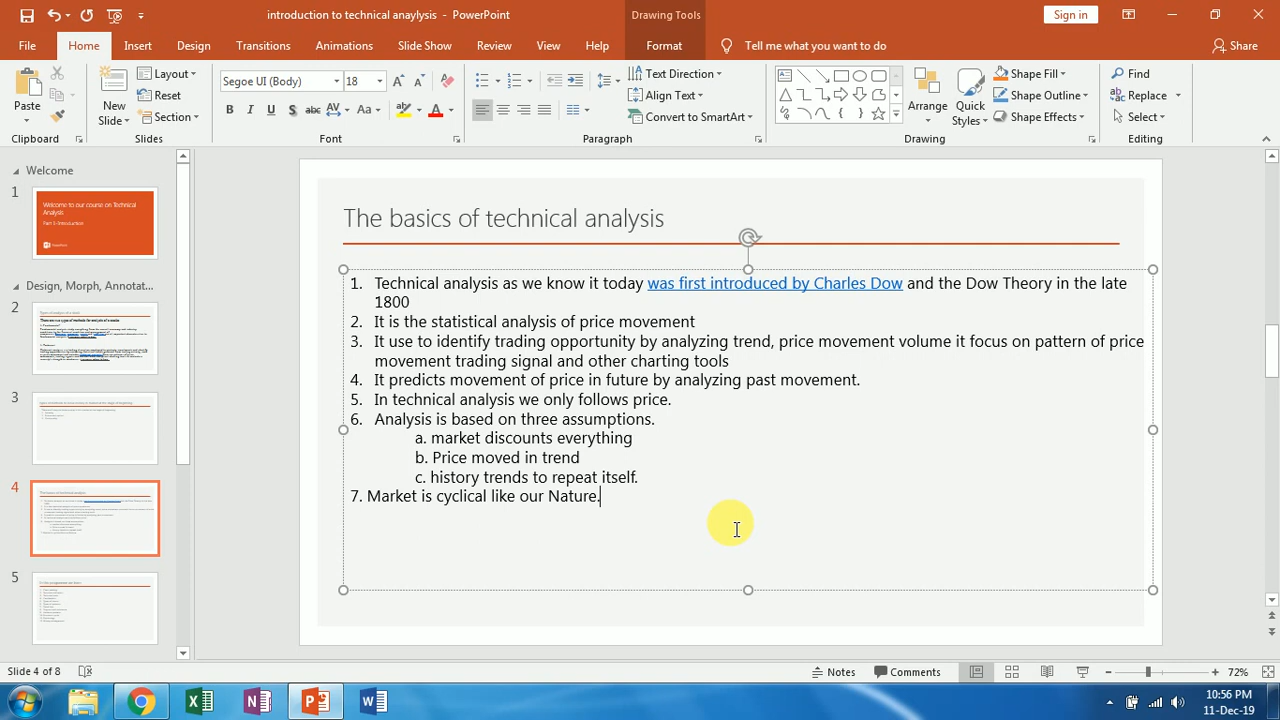 introduction to technical anaylysis - PowerPoint
Drawing Tools
Sign in
File Home Insert Design Transitions Animations Slide Show Review View Help Format Tell me what you want to do Share
Paste
New Slide
Layout
Reset
Section
Segoe UI (Body) 18
B I U S abc AV Aa A
Text Direction
Align Text
Convert to SmartArt
Arrange
Quick Styles
Shape Fill
Shape Outline
Shape Effects
Find
Replace
Select
Clipboard Slides Font Paragraph Drawing Editing
Welcome
1
Welcome to our course on Technical
Analysis
Part 1-Introduction
Design, Morph, Annotat...
2
3
4
5
The basics of technical analysis
1. Technical analysis as we know it today was first introduced by Charles Dow and the Dow Theory in the late
1800
2. It is the statistical analysis of price movement
3. It use to identify trading opportunity by analyzing trend, price movement volume it focus on pattern of price
movement trading signal and other charting tools
4. It predicts movement of price in future by analyzing past movement.
5. In technical analysis we only follows price.
6. Analysis is based on three assumptions.
a. market discounts everything
b. Price moved in trend
c. history trends to repeat itself.
7. Market is cyclical like our Nature.
Slide 4 of 8
Notes Comments 72%
10:56 PM
11-Dec-19